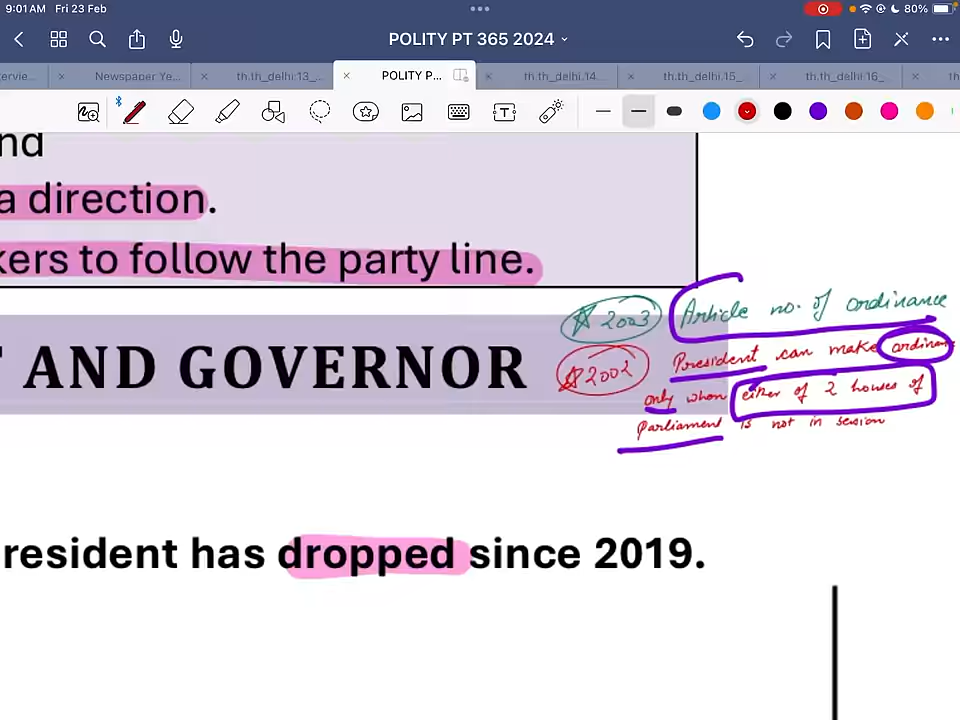 9:01 AM Fri 23 Feb
80%
POLITY PT 365 2024
Newspaper Ye...
th.th_delhi.13_...
POLITY P...
th.th_delhi.14...
th.th_delhi.15_...
th.th_delhi.16_...
nd
a direction.
kers to follow the party line.
2003 Article no. of ordinance
AND GOVERNOR
2002 President can make ordinan
only when either of 2 houses of
Parliament is not in session
resident has dropped since 2019.